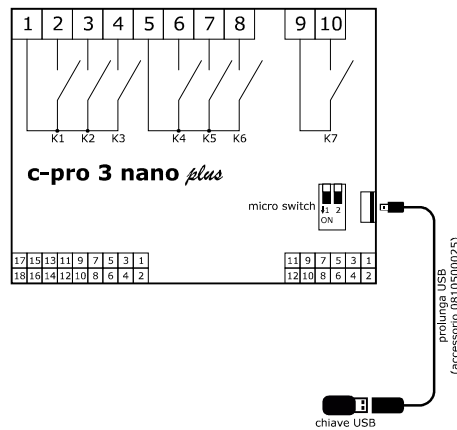 1 2 3 4 5 6 7 8 9 10
K1 K2 K3 K4 K5 K6 K7
c-pro 3 nano plus
micro switch
1 2
ON
17 15 13 11 9 7 5 3 1
18 16 14 12 10 8 6 4 2
11 9 7 5 3 1
12 10 8 6 4 2
prolunga USB
(accessorio 0810500025)
chiave USB